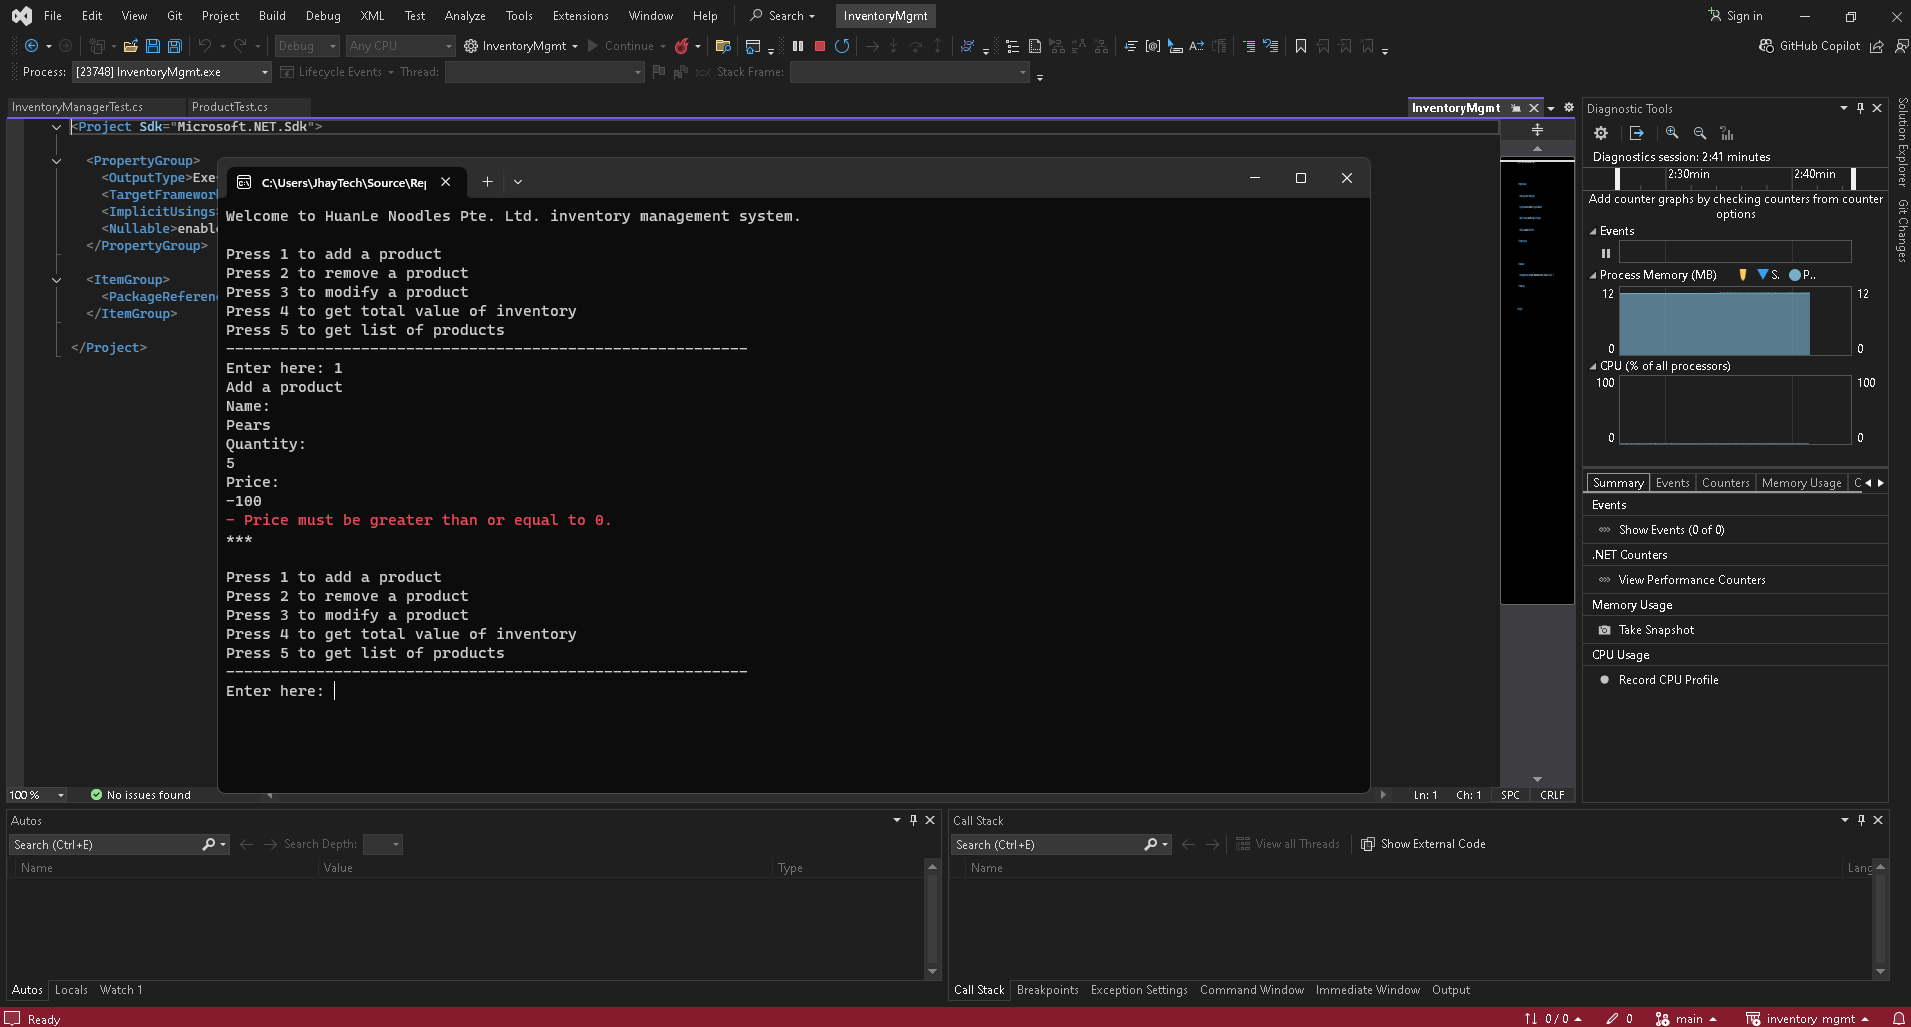 File Edit View Git Project Build Debug XML Test Analyze Tools Extensions Window Help Search InventoryMgmt Sign in
Debug Any CPU InventoryMgmt Continue GitHub Copilot
Process: [23748] InventoryMgmt.exe Lifecycle Events Thread: Stack Frame:
InventoryManagerTest.cs ProductTest.cs InventoryMgmt
<Project Sdk="Microsoft.NET.Sdk">
<PropertyGroup>
<OutputType>Exe
<TargetFramework
<ImplicitUsings
<Nullable>enable
</PropertyGroup>
<ItemGroup>
<PackageReferenc
</ItemGroup>
</Project>
C:\Users\JhayTech\Source\Rep
Welcome to HuanLe Noodles Pte. Ltd. inventory management system.
Press 1 to add a product
Press 2 to remove a product
Press 3 to modify a product
Press 4 to get total value of inventory
Press 5 to get list of products
----------------------------------------------------------
Enter here: 1
Add a product
Name:
Pears
Quantity:
5
Price:
-100
- Price must be greater than or equal to 0.
***
Press 1 to add a product
Press 2 to remove a product
Press 3 to modify a product
Press 4 to get total value of inventory
Press 5 to get list of products
----------------------------------------------------------
Enter here:
100 % No issues found Ln: 1 Ch: 1 SPC CRLF
Diagnostic Tools
Diagnostics session: 2:41 minutes
2:30min 2:40min
Add counter graphs by checking counters from counter
options
Events
Process Memory (MB) S. P..
12 12
0 0
CPU (% of all processors)
100 100
0 0
Summary Events Counters Memory Usage C
Events
Show Events (0 of 0)
.NET Counters
View Performance Counters
Memory Usage
Take Snapshot
CPU Usage
Record CPU Profile
Solution Explorer
Git Changes
Autos
Search (Ctrl+E) Search Depth:
Name Value Type
Autos Locals Watch 1
Call Stack
Search (Ctrl+E) View all Threads Show External Code
Name Lang
Call Stack Breakpoints Exception Settings Command Window Immediate Window Output
Ready 0 / 0 0 main inventory mgmt